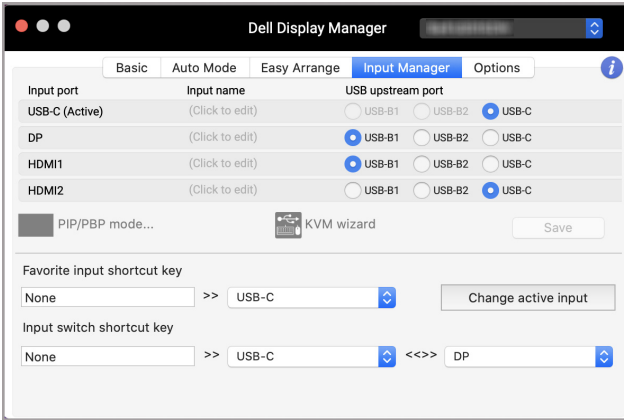 Dell Display Manager
Basic Auto Mode Easy Arrange Input Manager Options i
Input port Input name USB upstream port
USB-C (Active) (Click to edit) USB-B1 USB-B2 USB-C
DP (Click to edit) USB-B1 USB-B2 USB-C
HDMI1 (Click to edit) USB-B1 USB-B2 USB-C
HDMI2 (Click to edit) USB-B1 USB-B2 USB-C
PIP/PBP mode... KVM wizard Save
Favorite input shortcut key
None >> USB-C Change active input
Input switch shortcut key
None >> USB-C <<>> DP